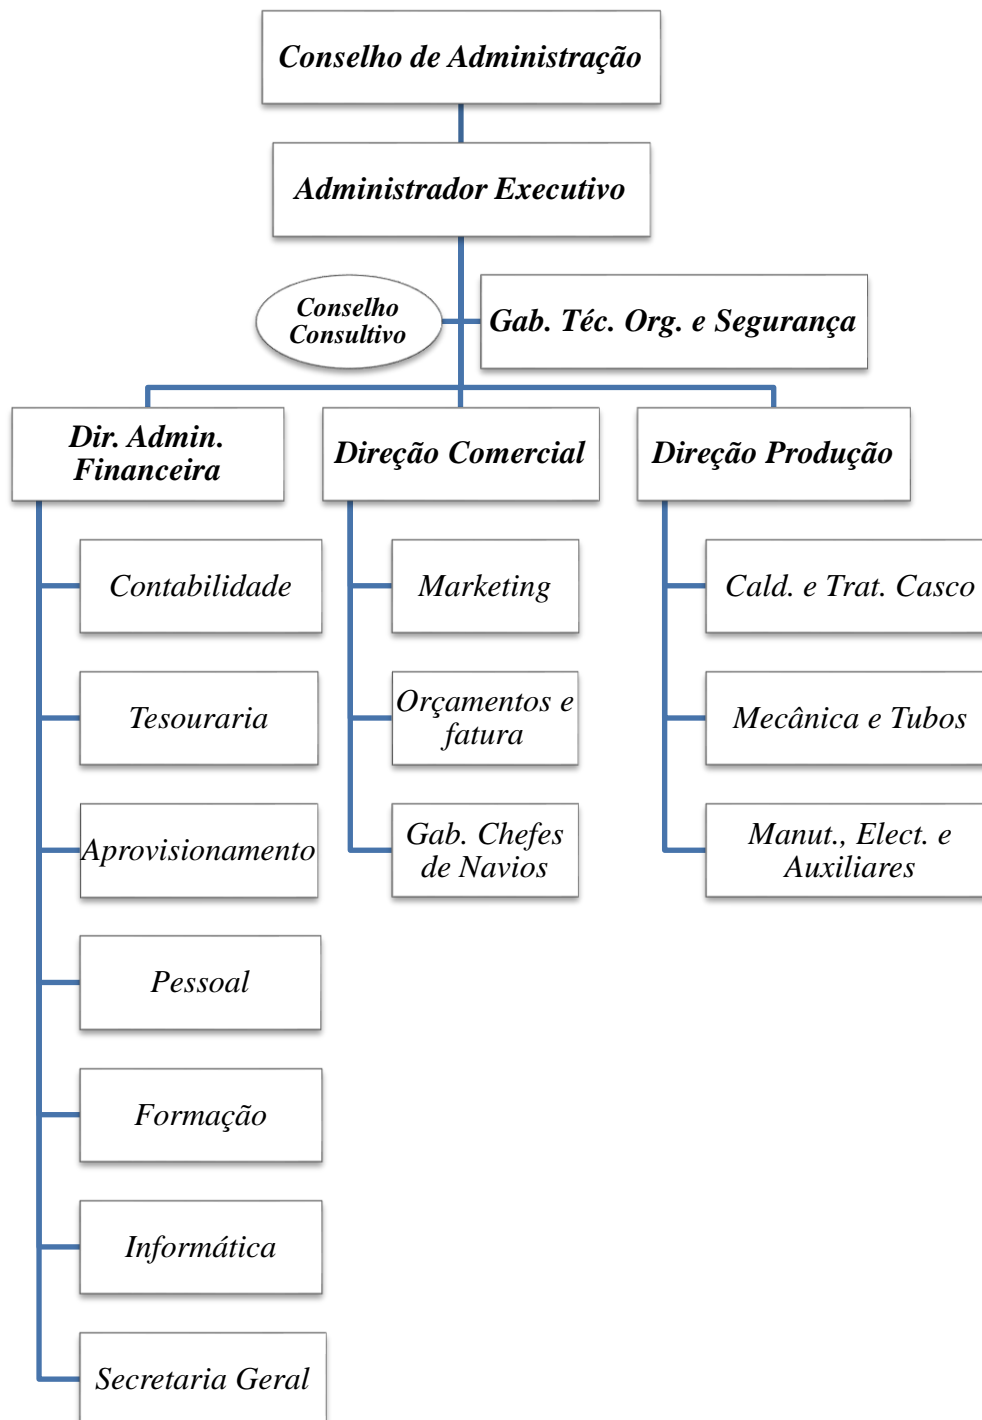 Conselho de Administração
Administrador Executivo
Conselho
Consultivo
Gab. Téc. Org. e Segurança
Dir. Admin.
Financeira
Direção Comercial
Direção Produção
Contabilidade
Marketing
Cald. e Trat. Casco
Tesouraria
Orçamentos e
fatura
Mecânica e Tubos
Aprovisionamento
Gab. Chefes
de Navios
Manut., Elect. e
Auxiliares
Pessoal
Formação
Informática
Secretaria Geral